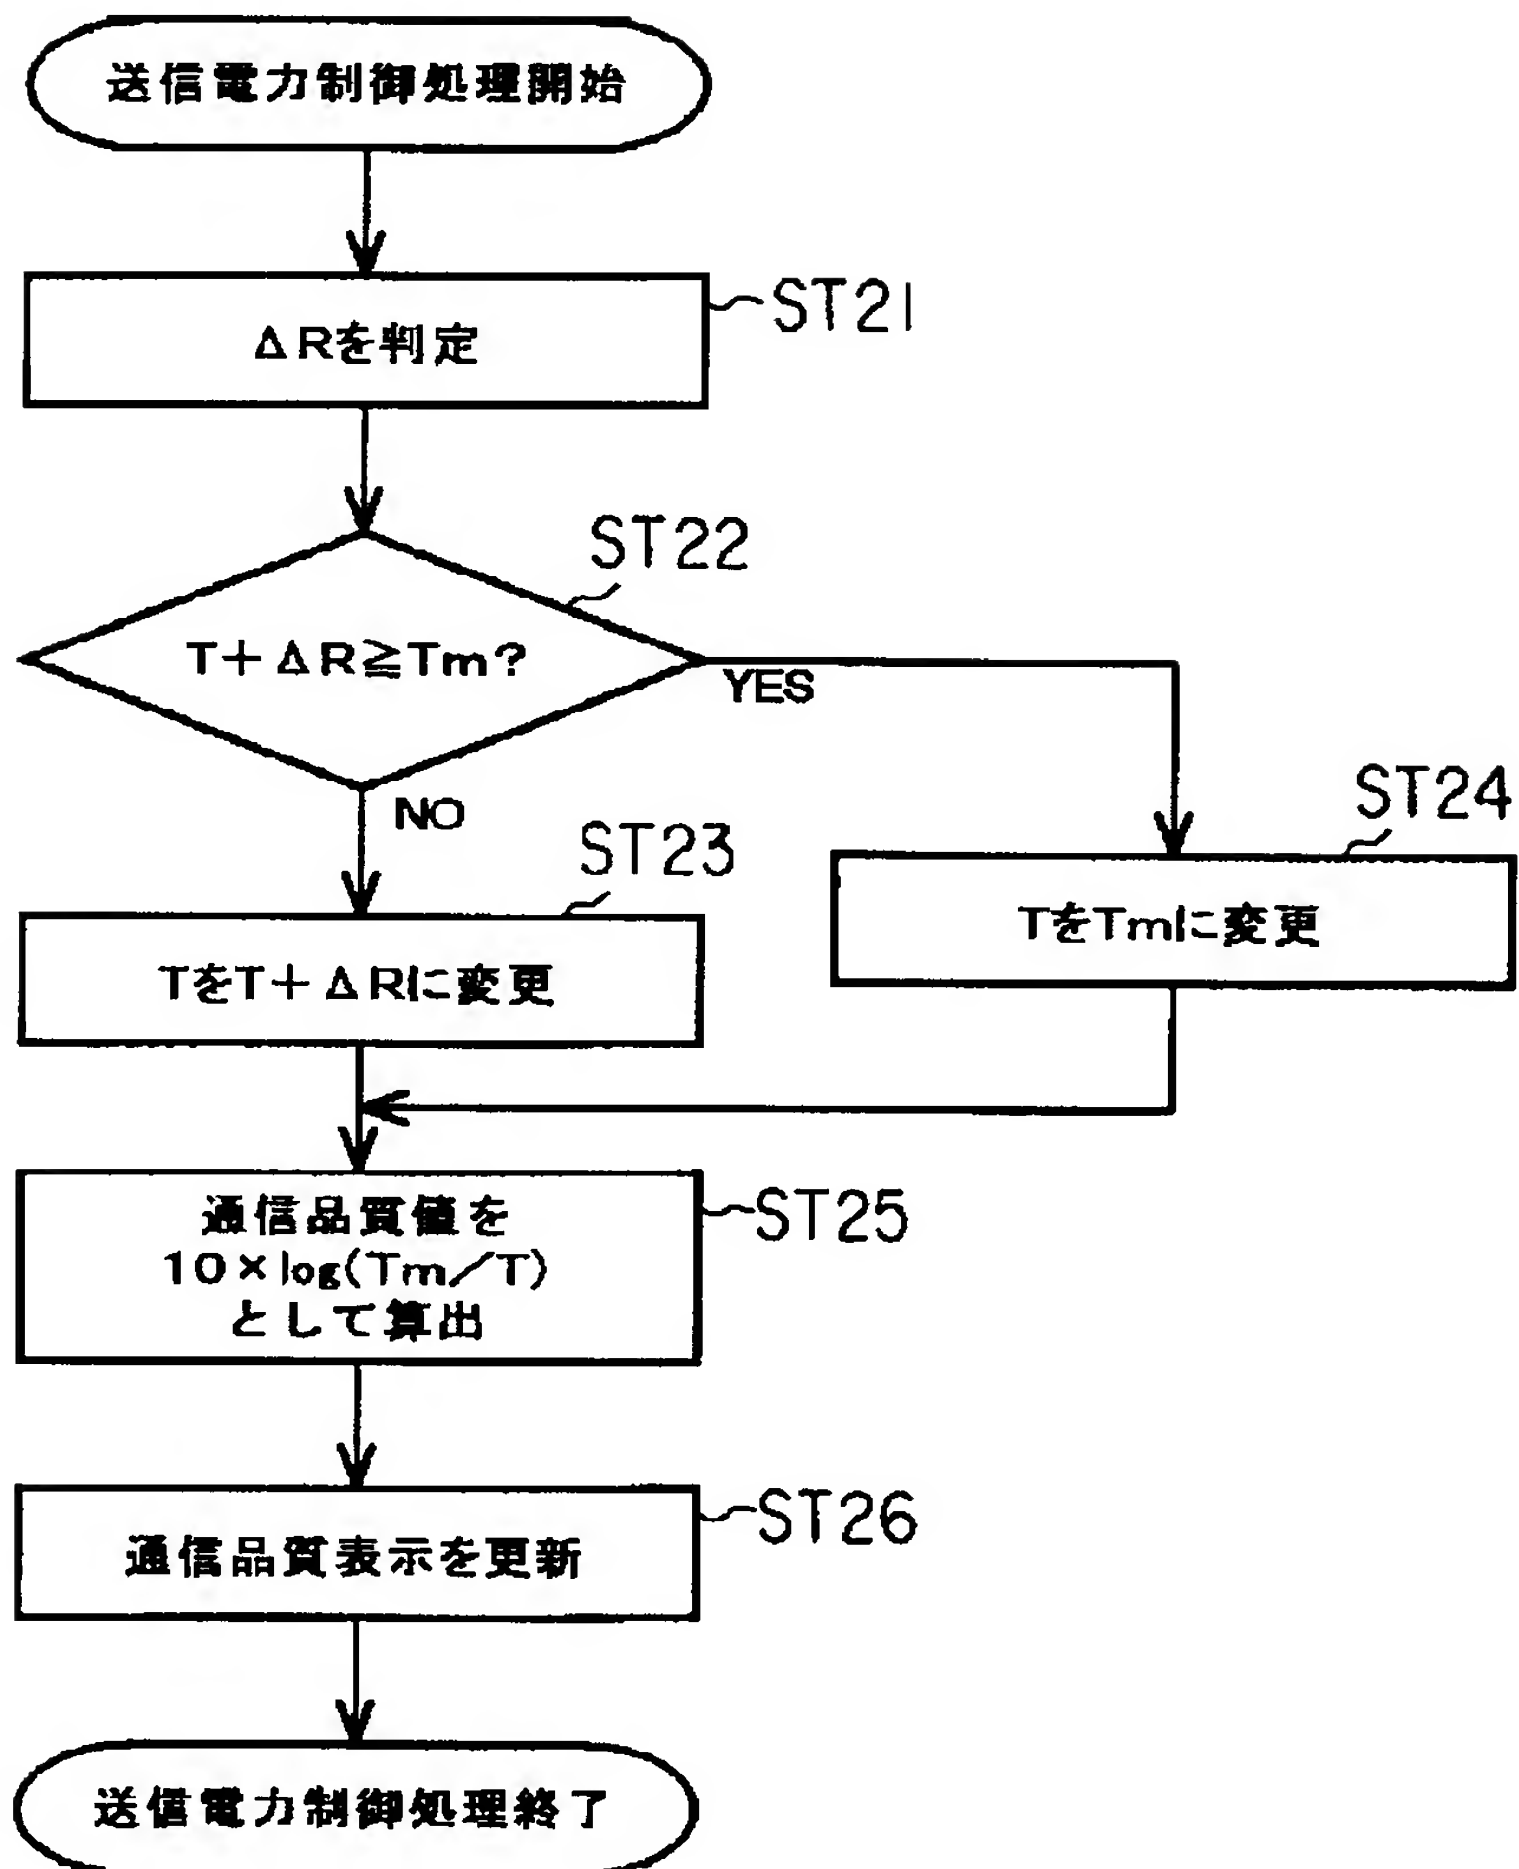 送信電力制御処理開始
ΔRを判定
ST21
ST22
T+ΔR≧Tm?
YES
NO
ST23
ST24
TをT+ΔRに変更
TをTmに変更
通信品質値を
10×log(Tm/T)
として算出
ST25
通信品質表示を更新
ST26
送信電力制御処理終了